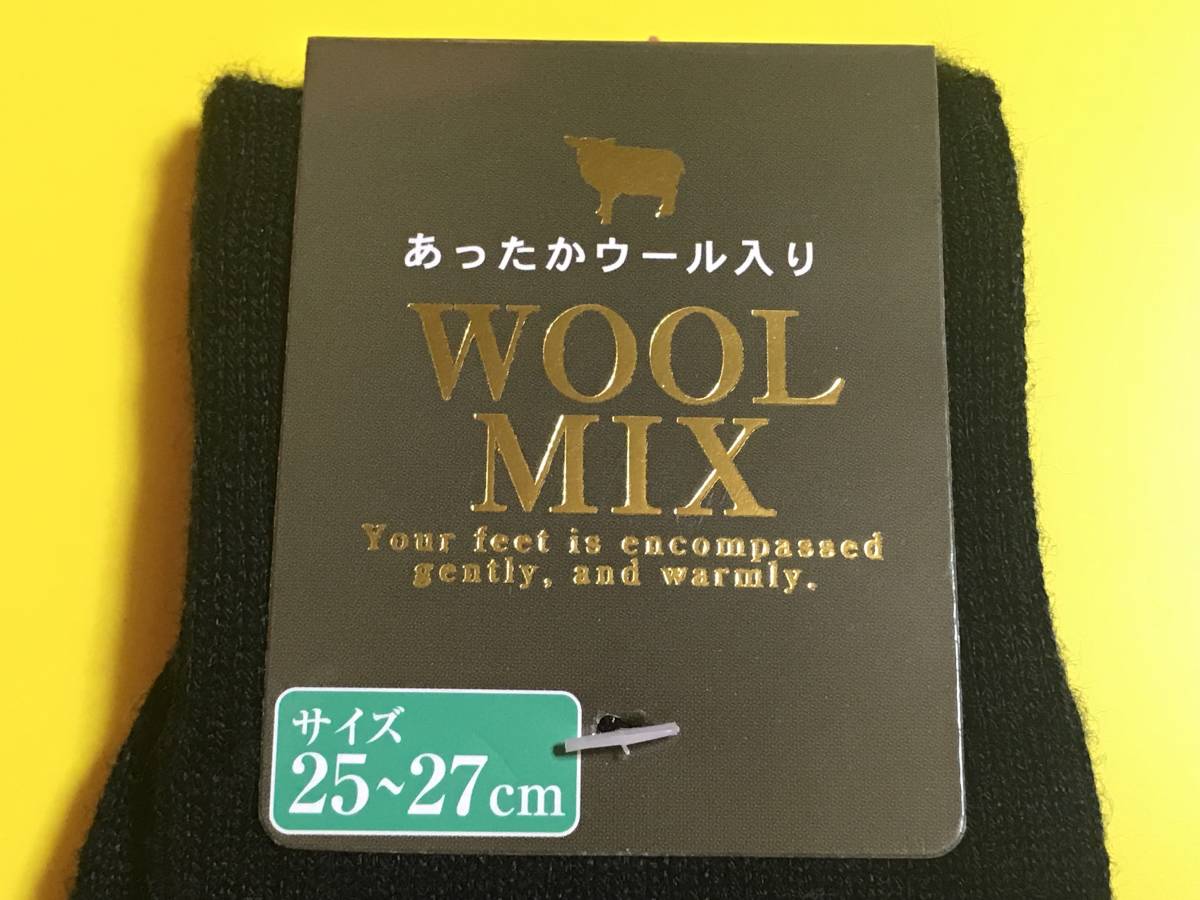 あったかウール入り
WOOL
MIX
Your feet is encompassed
gently, and warmly.
サイズ
25~27cm